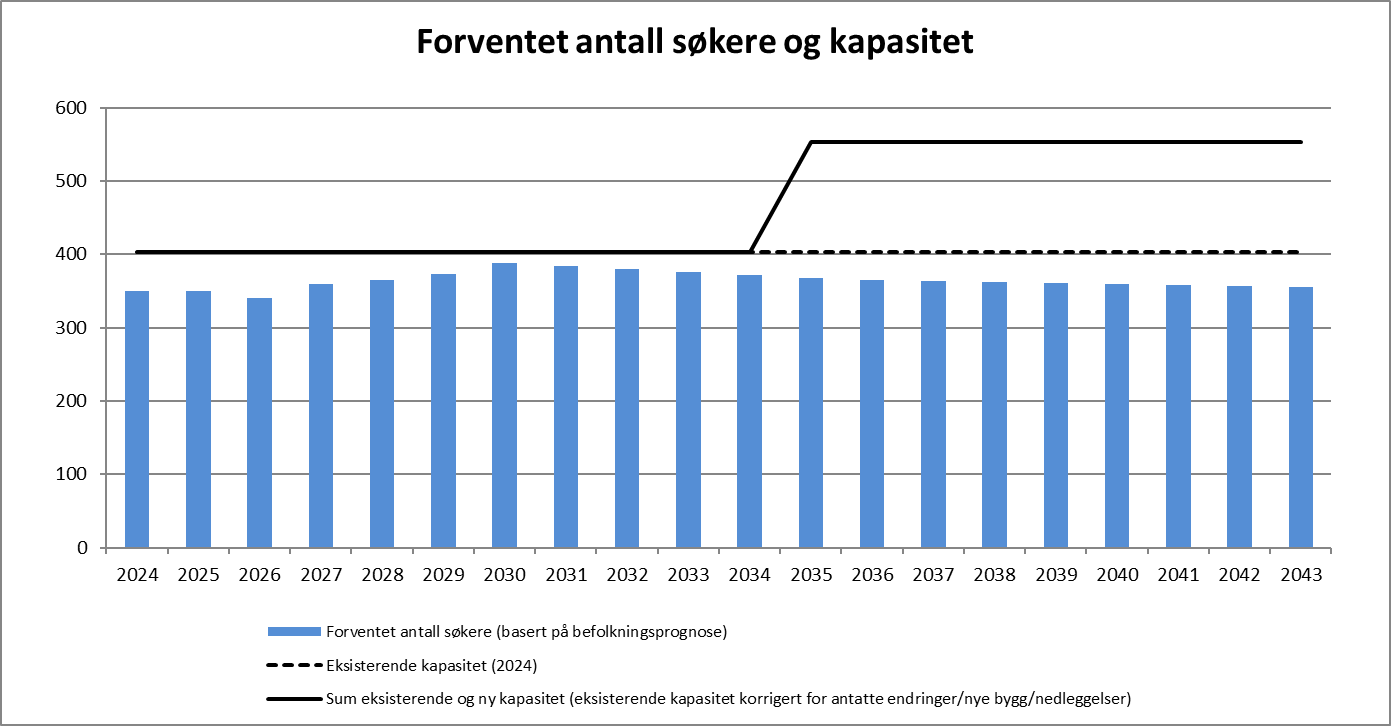 Forventet antall søkere og kapasitet
600
500
400
300
200
100
0
2024 2025 2026 2027 2028 2029 2030 2031 2032 2033 2034 2035 2036 2037 2038 2039 2040 2041 2042 2043
Forventet antall søkere (basert på befolkningsprognose)
Eksisterende kapasitet (2024)
Sum eksisterende og ny kapasitet (eksisterende kapasitet korrigert for antatte endringer/nye bygg/nedleggelser)